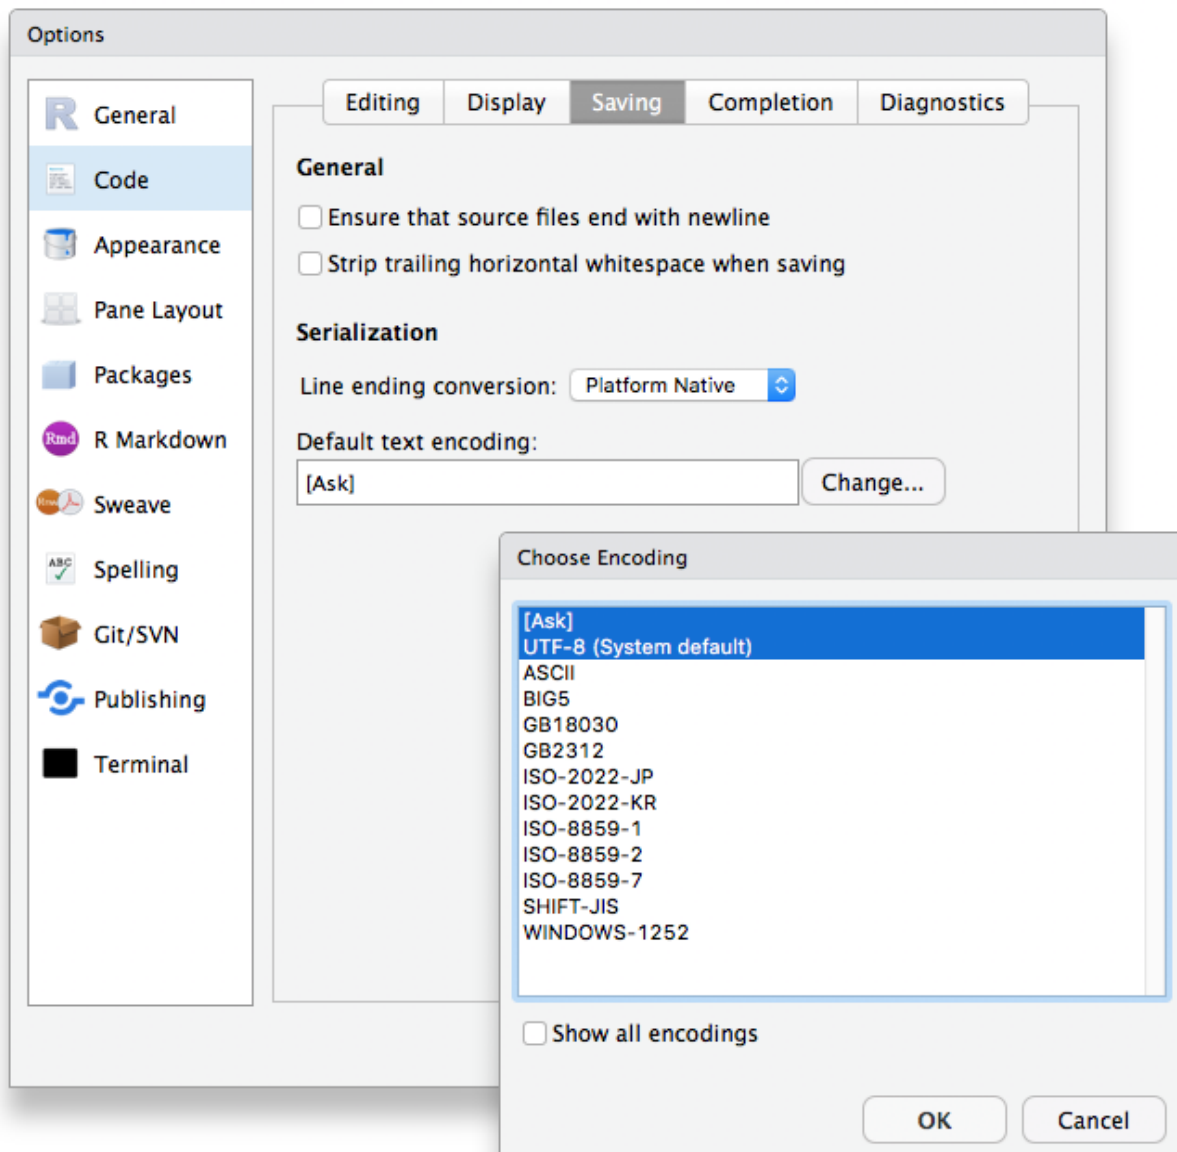 Options
General
Code
Appearance
Pane Layout
Packages
Rmd R Markdown
Sweave
ABC Spelling
Git/SVN
Publishing
Terminal
Editing Display Saving Completion Diagnostics
General
Ensure that source files end with newline
Strip trailing horizontal whitespace when saving
Serialization
Line ending conversion: Platform Native
Default text encoding:
[Ask] Change...
Choose Encoding
[Ask]
UTF-8 (System default)
ASCII
BIG5
GB18030
GB2312
ISO-2022-JP
ISO-2022-KR
ISO-8859-1
ISO-8859-2
ISO-8859-7
SHIFT-JIS
WINDOWS-1252
Show all encodings
OK Cancel